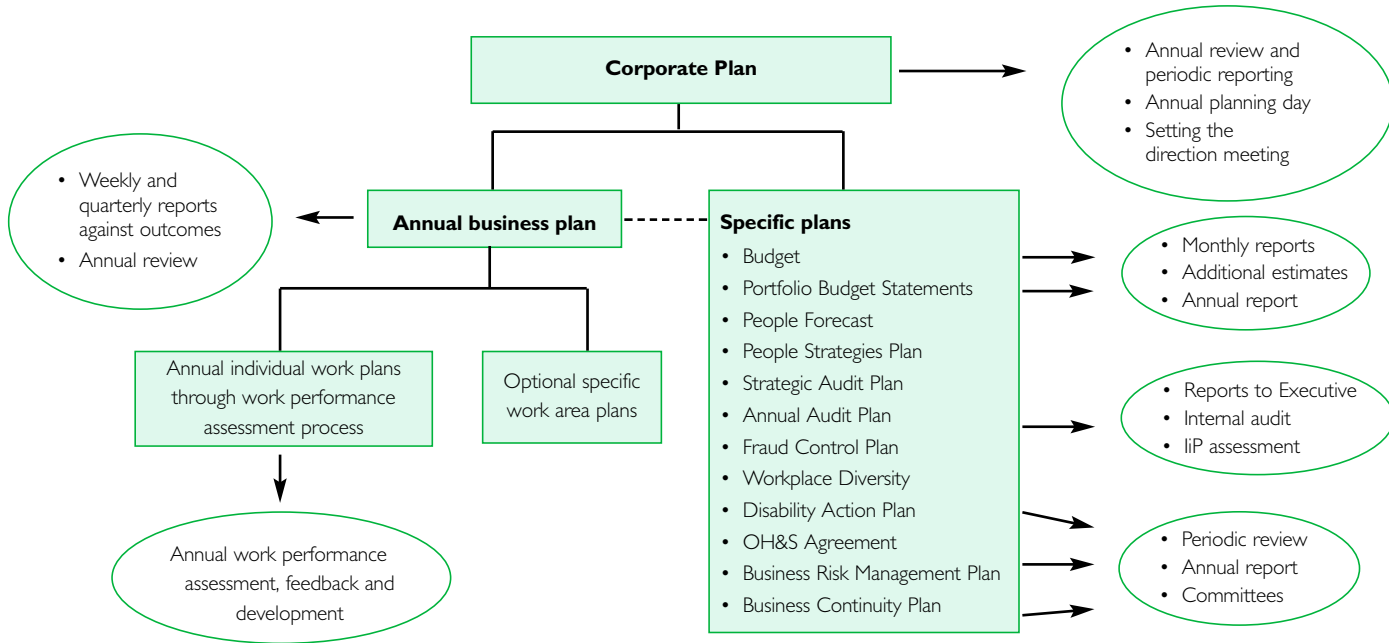 Corporate Plan
• Annual review and
periodic reporting
• Annual planning day
• Setting the
direction meeting
• Weekly and
quarterly reports
against outcomes
• Annual review
Annual business plan
Specific plans
• Budget
• Portfolio Budget Statements
• People Forecast
• People Strategies Plan
• Strategic Audit Plan
• Annual Audit Plan
• Fraud Control Plan
• Workplace Diversity
• Disability Action Plan
• OH&S Agreement
• Business Risk Management Plan
• Business Continuity Plan
• Monthly reports
• Additional estimates
• Annual report
• Reports to Executive
• Internal audit
• IiP assessment
• Periodic review
• Annual report
• Committees
Annual individual work plans
through work performance
assessment process
Optional specific
work area plans
Annual work performance
assessment, feedback and
development